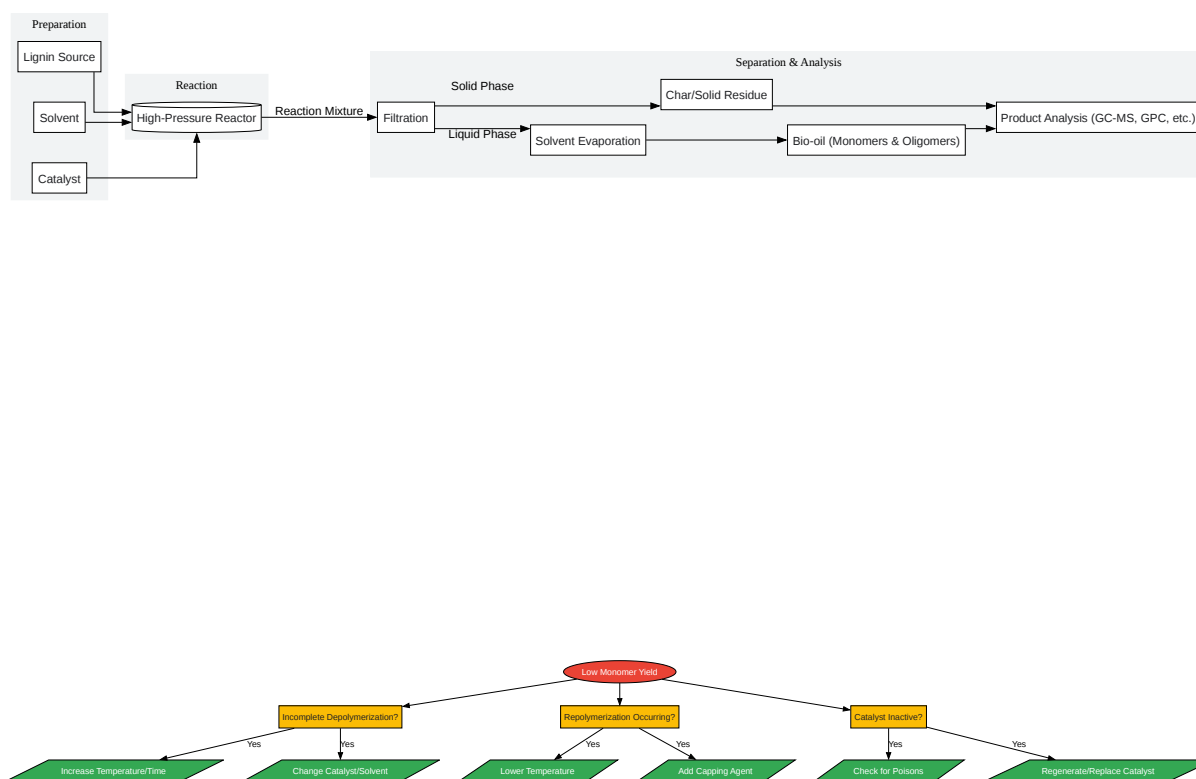 Preparation
Lignin Source
Solvent
Catalyst
Reaction
High-Pressure Reactor
Reaction Mixture
Separation & Analysis
Filtration
Solid Phase
Char/Solid Residue
Liquid Phase
Solvent Evaporation
Bio-oil (Monomers & Oligomers)
Product Analysis (GC-MS, GPC, etc.)
Low Monomer Yield
Incomplete Depolymerization?
Repolymerization Occurring?
Catalyst Inactive?
Yes
Yes
Yes
Yes
Yes
Yes
Increase Temperature/Time
Change Catalyst/Solvent
Lower Temperature
Add Capping Agent
Check for Poisons
Regenerate/Replace Catalyst